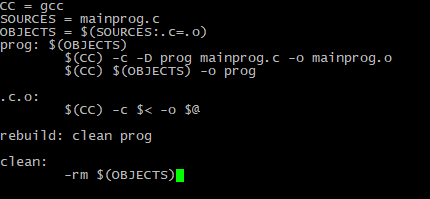 CC = gcc
SOURCES = mainprog.c
OBJECTS = $(SOURCES:.c=.o)
prog: $(OBJECTS)
        $(CC) -c -D prog mainprog.c -o mainprog.o
        $(CC) $(OBJECTS) -o prog

.c.o:
        $(CC) -c $< -o $@

rebuild: clean prog

clean:
        -rm $(OBJECTS)